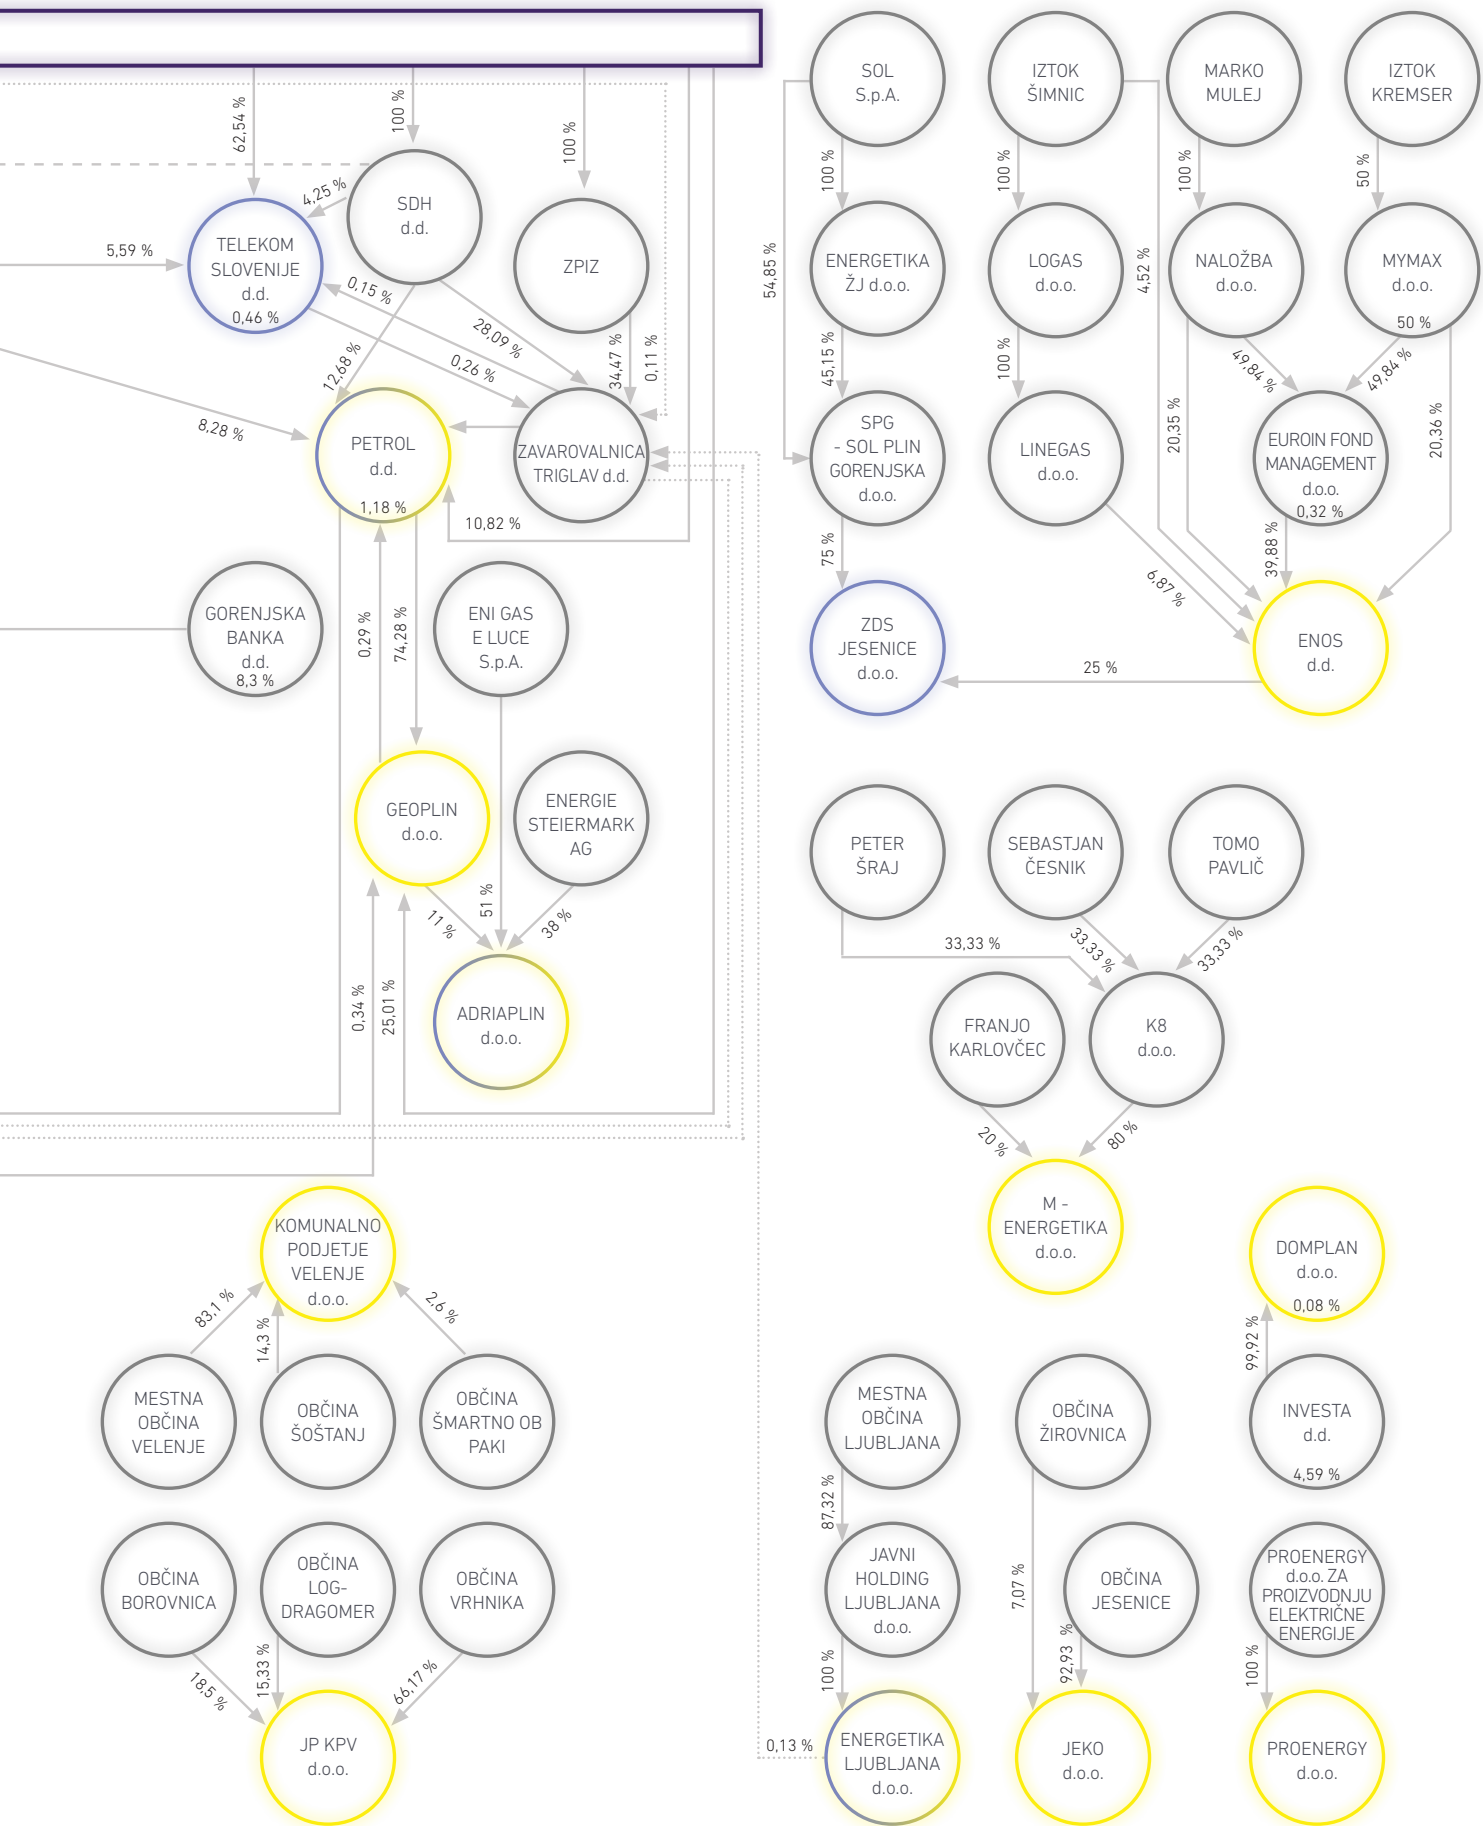 SOL
S.p.A.
IZTOK
ŠIMNIC
MARKO
MULEJ
IZTOK
KREMSER
62,54 %
100 %
100 %
4,25 %
SDH
d.d.
TELEKOM
SLOVENIJE
d.d.
0,46 %
5,59 %
ZPIZ
0,15 %
28,09 %
12,68 %
0,26 %
34,47 %
0,11 %
8,28 %
PETROL
d.d.
1,18 %
ZAVAROVALNICA
TRIGLAV d.d.
10,82 %
GORENJSKA
BANKA
d.d.
8,3 %
0,29 %
74,28 %
ENI GAS
E LUCE
S.p.A.
GEOPLIN
d.o.o.
ENERGIE
STEIERMARK
AG
11 %
51 %
38 %
0,34 %
25,01 %
ADRIAPLIN
d.o.o.
100 %
100 %
100 %
50 %
54,85 %
ENERGETIKA
ŽJ d.o.o.
LOGAS
d.o.o.
4,52 %
NALOŽBA
d.o.o.
MYMAX
d.o.o.
50 %
45,15 %
100 %
49,84 %
49,84 %
SPG
- SOL PLIN
GORENJSKA
d.o.o.
LINEGAS
d.o.o.
20,35 %
EUROIN FOND
MANAGEMENT
d.o.o.
0,32 %
20,36 %
75 %
6,87 %
39,88 %
ZDS
JESENICE
d.o.o.
25 %
ENOS
d.d.
PETER
ŠRAJ
SEBASTJAN
ČESNIK
TOMO
PAVLIČ
33,33 %
33,33 %
33,33 %
FRANJO
KARLOVČEC
K8
d.o.o.
20 %
80 %
M -
ENERGETIKA
d.o.o.
DOMPLAN
d.o.o.
0,08 %
99,92 %
INVESTA
d.d.
4,59 %
KOMUNALNO
PODJETJE
VELENJE
d.o.o.
83,1 %
14,3 %
2,6 %
MESTNA
OBČINA
VELENJE
OBČINA
ŠOŠTANJ
OBČINA
ŠMARTNO OB
PAKI
OBČINA
BOROVNICA
OBČINA
LOG-
DRAGOMER
OBČINA
VRHNIKA
18,5 %
15,33 %
66,17 %
JP KPV
d.o.o.
MESTNA
OBČINA
LJUBLJANA
87,32 %
JAVNI
HOLDING
LJUBLJANA
d.o.o.
100 %
0,13 %
ENERGETIKA
LJUBLJANA
d.o.o.
OBČINA
ŽIROVNICA
7,07 %
OBČINA
JESENICE
92,93 %
JEKO
d.o.o.
PROENERGY
d.o.o. ZA
PROIZVODNJU
ELEKTRIČNE
ENERGIJE
100 %
PROENERGY
d.o.o.